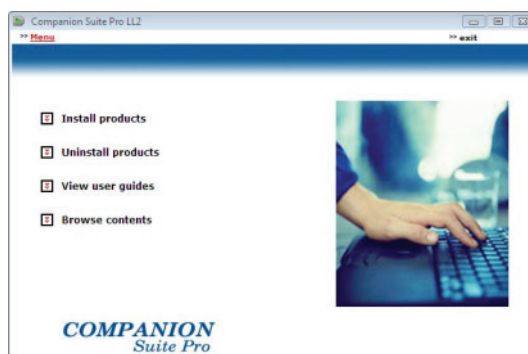 Companion Suite Pro LL2
>> Menu
>> exit
Install products
Uninstall products
View user guides
Browse contents
COMPANION
Suite Pro